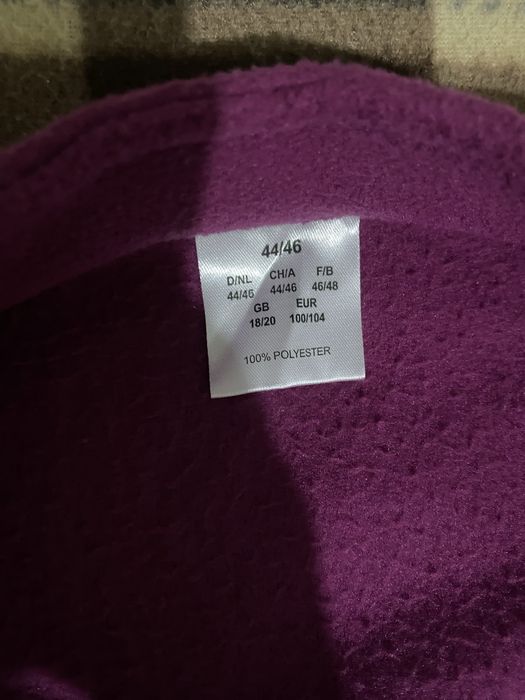 44/46
D/NL CH/A F/B
44/46 44/46 46/48
GB EUR
18/20 100/104
100% POLYESTER